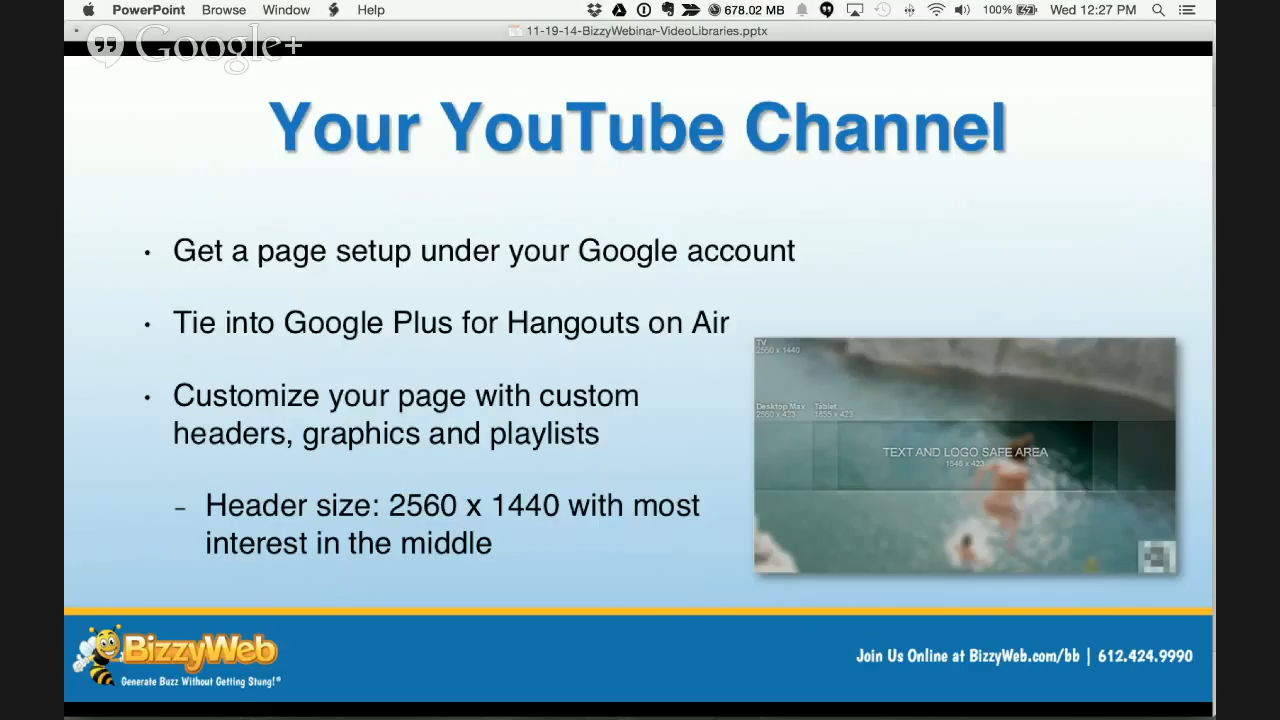 PowerPoint Browse Window Help 678.02 MB 100% Wed 12:27 PM
11-19-14-BizzyWebinar-VideoLibraries.pptx
Google+
Your YouTube Channel
• Get a page setup under your Google account
• Tie into Google Plus for Hangouts on Air
• Customize your page with custom
headers, graphics and playlists
– Header size: 2560 x 1440 with most
interest in the middle
TV
2560 x 1440
Desktop Max Tablet
2560 x 423 1855 x 423
TEXT AND LOGO SAFE AREA
1546 x 423
BizzyWeb
Generate Buzz Without Getting Stung!®
Join Us Online at BizzyWeb.com/bb | 612.424.9990